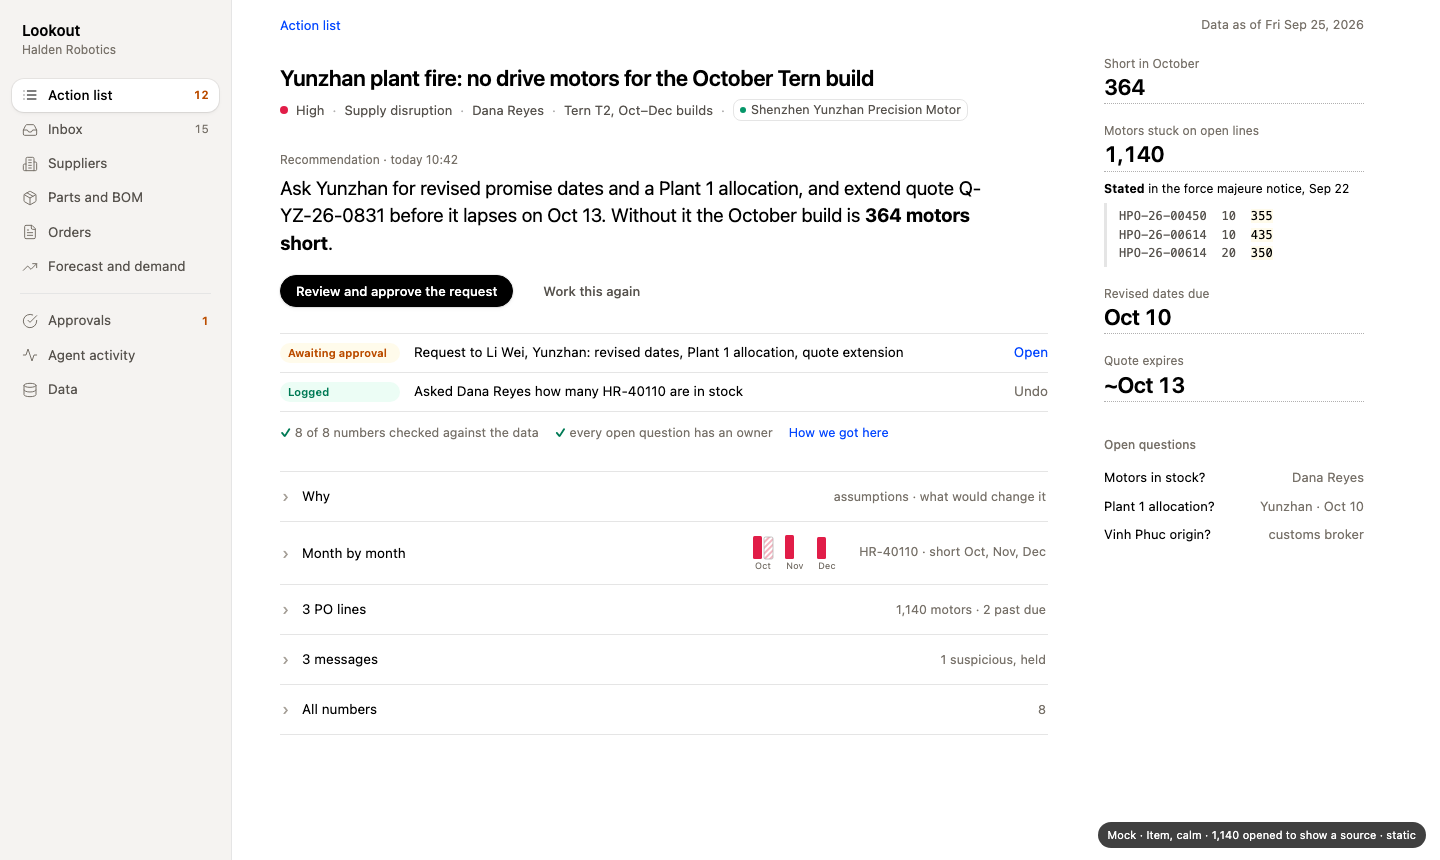 Lookout
Halden Robotics
Action list 12
Inbox 15
Suppliers
Parts and BOM
Orders
Forecast and demand
Approvals 1
Agent activity
Data
Action list
Yunzhan plant fire: no drive motors for the October Tern build
High · Supply disruption · Dana Reyes · Tern T2, Oct–Dec builds · Shenzhen Yunzhan Precision Motor
Recommendation · today 10:42
Ask Yunzhan for revised promise dates and a Plant 1 allocation, and extend quote Q-
YZ-26-0831 before it lapses on Oct 13. Without it the October build is 364 motors
short.
Review and approve the request
Work this again
Awaiting approval Request to Li Wei, Yunzhan: revised dates, Plant 1 allocation, quote extension Open
Logged Asked Dana Reyes how many HR-40110 are in stock Undo
8 of 8 numbers checked against the data every open question has an owner How we got here
Why assumptions · what would change it
Month by month Oct Nov Dec HR-40110 · short Oct, Nov, Dec
3 PO lines 1,140 motors · 2 past due
3 messages 1 suspicious, held
All numbers 8
Data as of Fri Sep 25, 2026
Short in October
364
Motors stuck on open lines
1,140
Stated in the force majeure notice, Sep 22
HPO-26-00450 10 355
HPO-26-00614 10 435
HPO-26-00614 20 350
Revised dates due
Oct 10
Quote expires
~Oct 13
Open questions
Motors in stock? Dana Reyes
Plant 1 allocation? Yunzhan · Oct 10
Vinh Phuc origin? customs broker
Mock · Item, calm · 1,140 opened to show a source · static